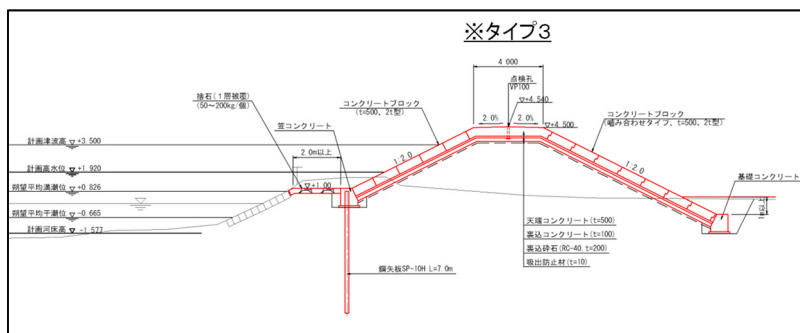 ※タイプ3
4 000
点検孔
VP100
捨石(1層被覆)
(50~200kg/個)
コンクリートブロック
(t=500、2t型)
▽+4.540
コンクリートブロック
(嚙み合わせタイプ、t=500、2t型)
笠コンクリート
2.0%
2.0%
▽+4.500
計画津波高 ▽ +3.500
2.0m以上
1:2.0
1:2.0
計画高水位 ▽ +1.920
基礎コンクリート
朔望平均満潮位 ▽ +0.826
▽+1.00
朔望平均干潮位 ▽ -0.665
天端コンクリート(t=500)
1m以上
計画河床高 ▽ -1.577
裏込コンクリート(t=100)
裏込砕石(RC-40、t=200)
鋼矢板SP-10H L=7.0m
吸出防止材(t=10)